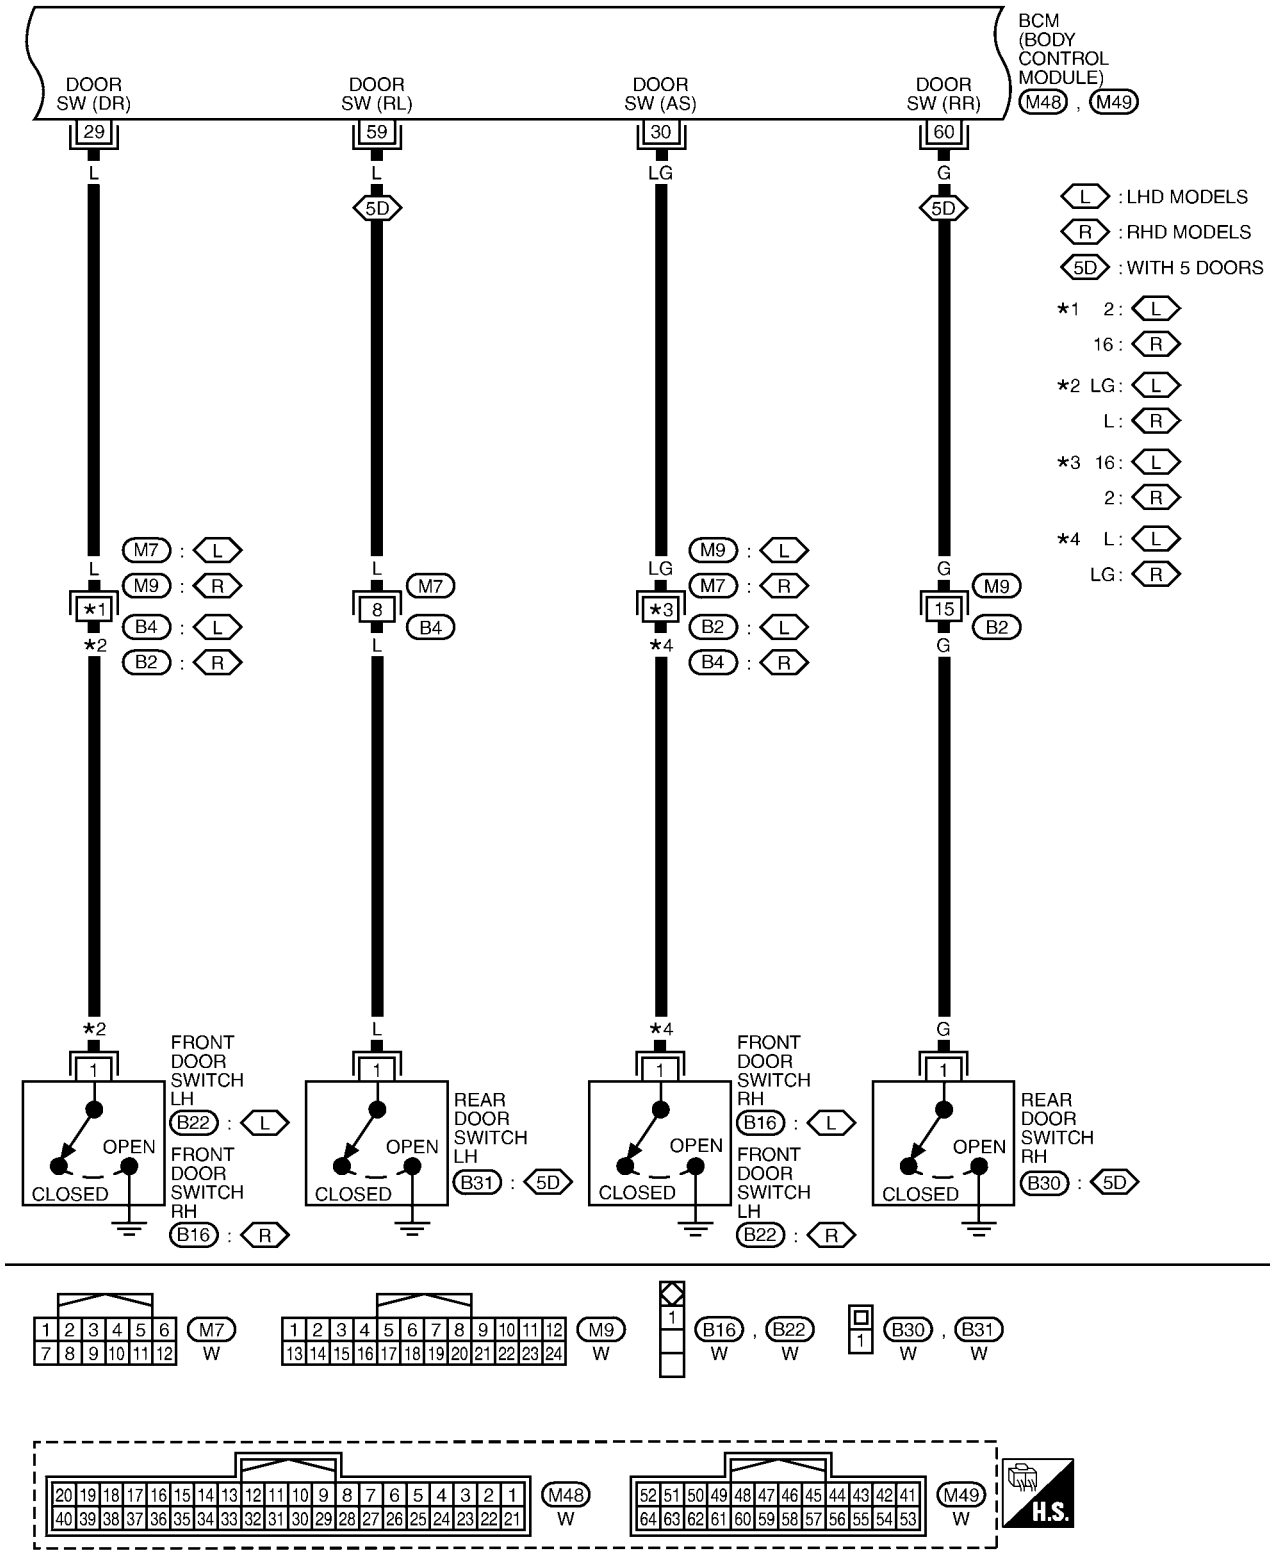 BCM
(BODY
CONTROL
MODULE)
M48 , M49
DOOR
SW (DR)
DOOR
SW (RL)
DOOR
SW (AS)
DOOR
SW (RR)
29 59 30 60
L L LG G
5D 5D
L : LHD MODELS
R : RHD MODELS
5D : WITH 5 DOORS
*1 2: L
16: R
*2 LG: L
L: R
*3 16: L
2: R
*4 L: L
LG: R
L
M7 : L
M9 : R
*1
B4 : L
*2
B2 : R
L
M7
8
B4
L
LG
M9 : L
M7 : R
*3
B2 : L
*4
B4 : R
G
M9
15
B2
G
*2 L *4 G
1 1 1 1
OPEN
CLOSED
FRONT
DOOR
SWITCH
LH
B22 : L
FRONT
DOOR
SWITCH
RH
B16 : R
OPEN
CLOSED
REAR
DOOR
SWITCH
LH
B31 : 5D
OPEN
CLOSED
FRONT
DOOR
SWITCH
RH
B16 : L
FRONT
DOOR
SWITCH
LH
B22 : R
OPEN
CLOSED
REAR
DOOR
SWITCH
RH
B30 : 5D
1 2 3 4 5 6
7 8 9 10 11 12
M7
W
1 2 3 4 5 6 7 8 9 10 11 12
13 14 15 16 17 18 19 20 21 22 23 24
M9
W
1
B16 , B22
W W
1
B30 , B31
W W
20 19 18 17 16 15 14 13 12 11 10 9 8 7 6 5 4 3 2 1
40 39 38 37 36 35 34 33 32 31 30 29 28 27 26 25 24 23 22 21
M48
W
52 51 50 49 48 47 46 45 44 43 42 41
64 63 62 61 60 59 58 57 56 55 54 53
M49
W
H.S.